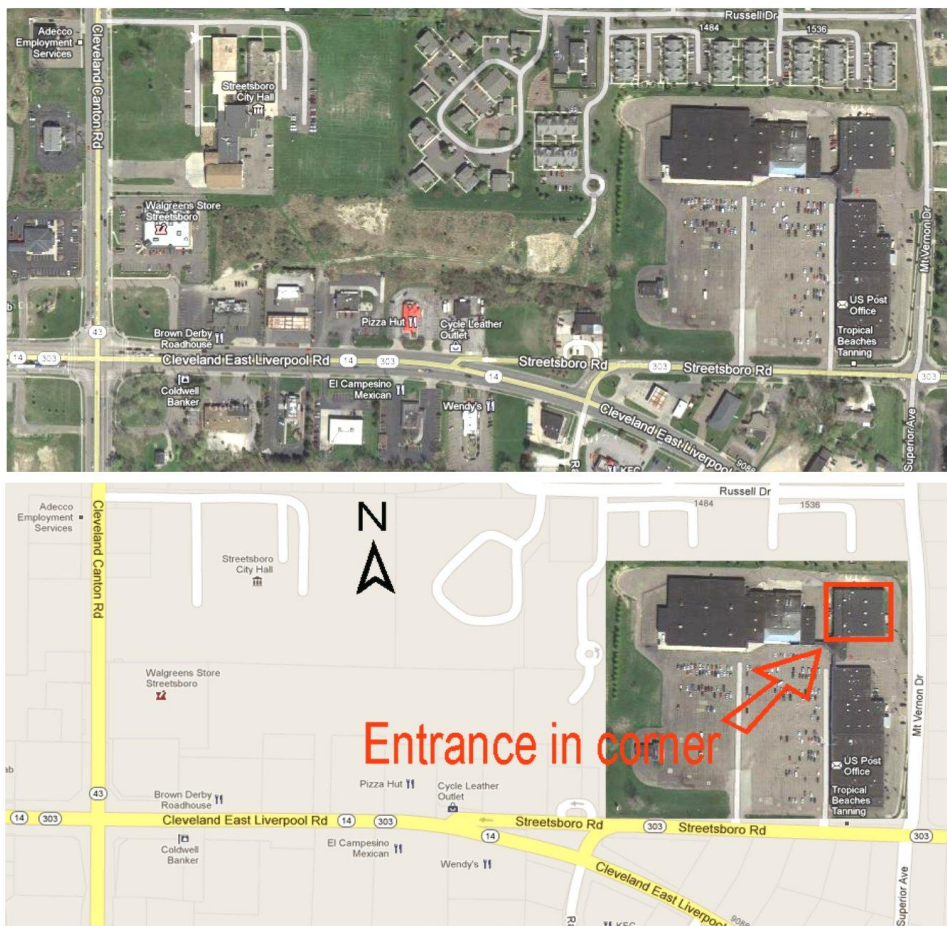 Russell Dr
1484
1536
Adecco
Employment
Services
Cleveland Canton Rd
Streetsboro
City Hall
Walgreens Store
Streetsboro
Mt Vernon Dr
US Post
Office
Tropical
Beaches
Tanning
Pizza Hut
Cycle Leather
Outlet
Brown Derby
Roadhouse
43
14
303
Cleveland East Liverpool Rd
14
303
Streetsboro Rd
303
Streetsboro Rd
303
14
Coldwell
Banker
El Campesino
Mexican
Wendy's
Cleveland East Liverpool
Superior Ave
KFC
Russell Dr
1484
1536
N
Adecco
Employment
Services
Cleveland Canton Rd
Streetsboro
City Hall
Walgreens Store
Streetsboro
Mt Vernon Dr
Entrance in corner
US Post
Office
Tropical
Beaches
Tanning
ab
Pizza Hut
Cycle Leather
Outlet
Brown Derby
Roadhouse
43
14
303
Cleveland East Liverpool Rd
14
303
Streetsboro Rd
303
Streetsboro Rd
303
14
Coldwell
Banker
El Campesino
Mexican
Wendy's
Cleveland East Liverpool
Superior Ave
KFC